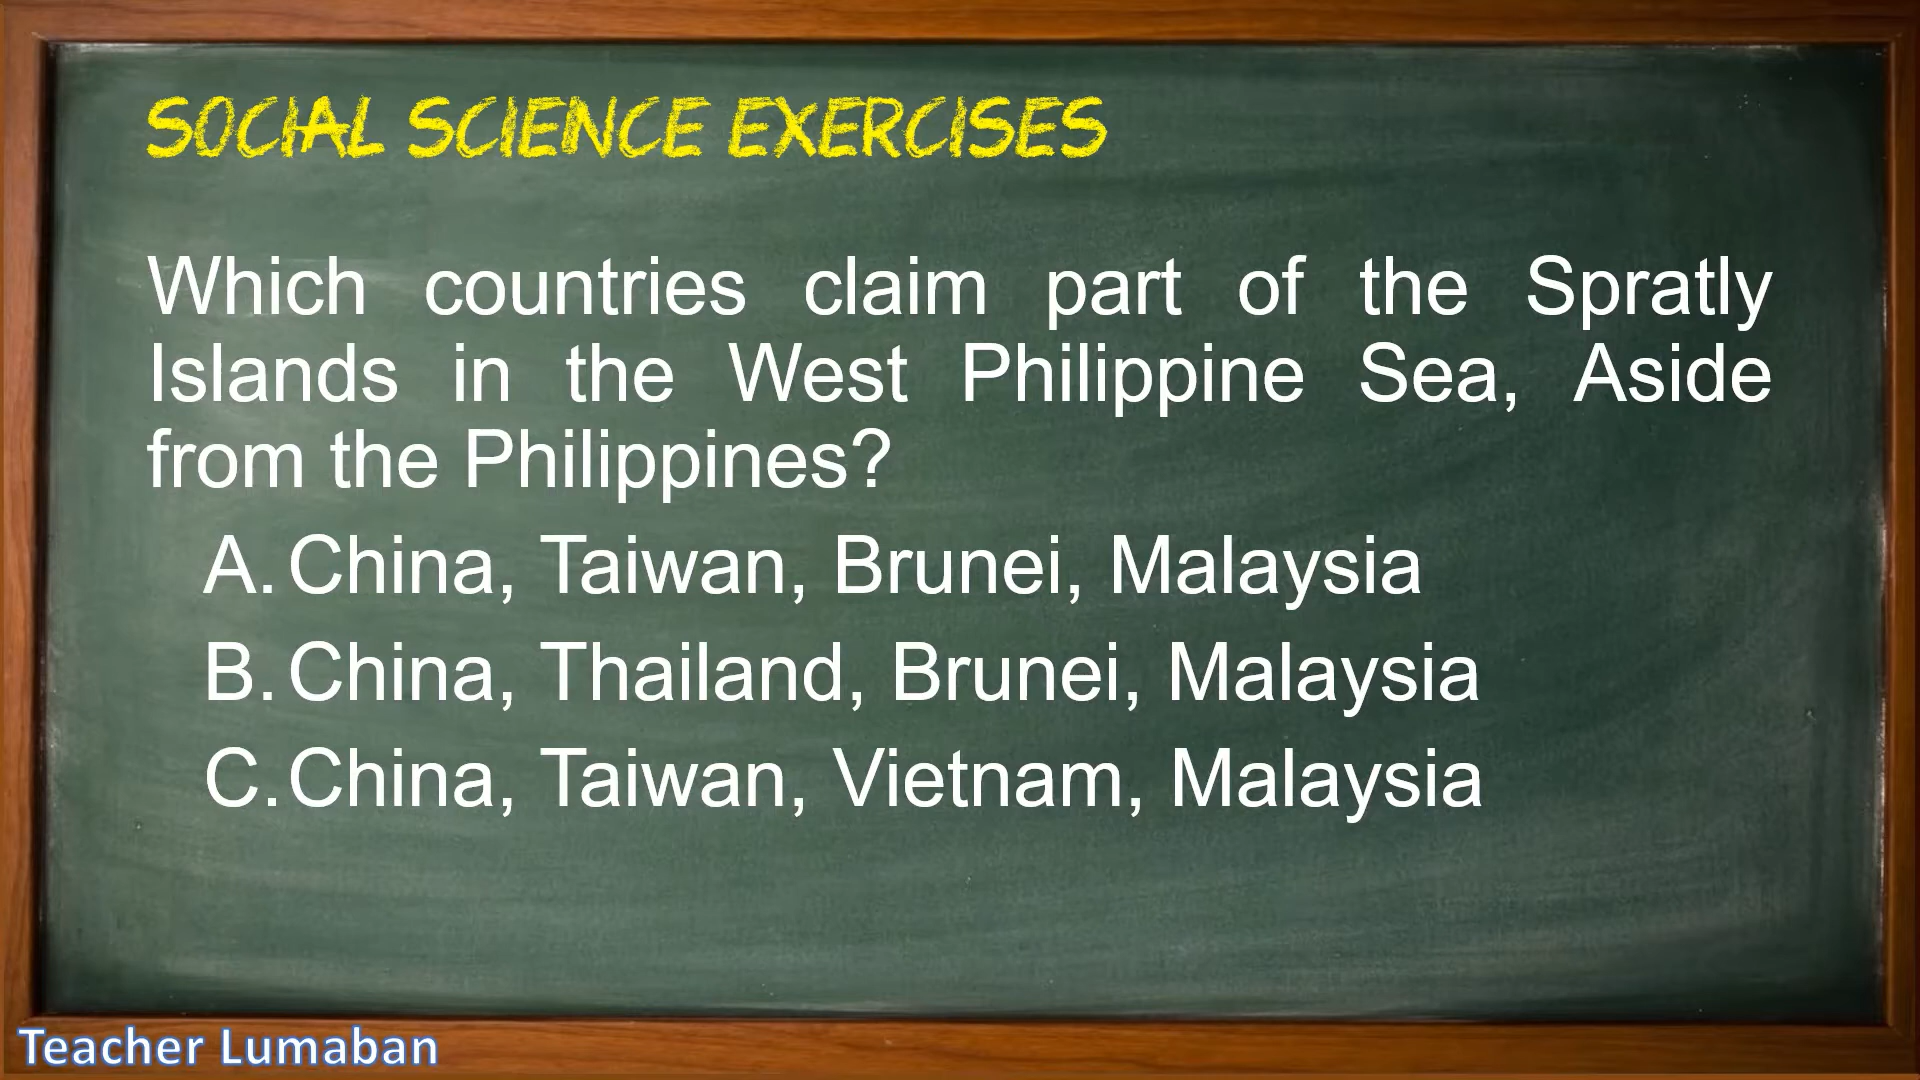 SOCIAL SCIENCE EXERCISES
Which countries claim part of the Spratly
Islands in the West Philippine Sea, Aside
from the Philippines?
A. China, Taiwan, Brunei, Malaysia
B. China, Thailand, Brunei, Malaysia
C. China, Taiwan, Vietnam, Malaysia
Teacher Lumaban